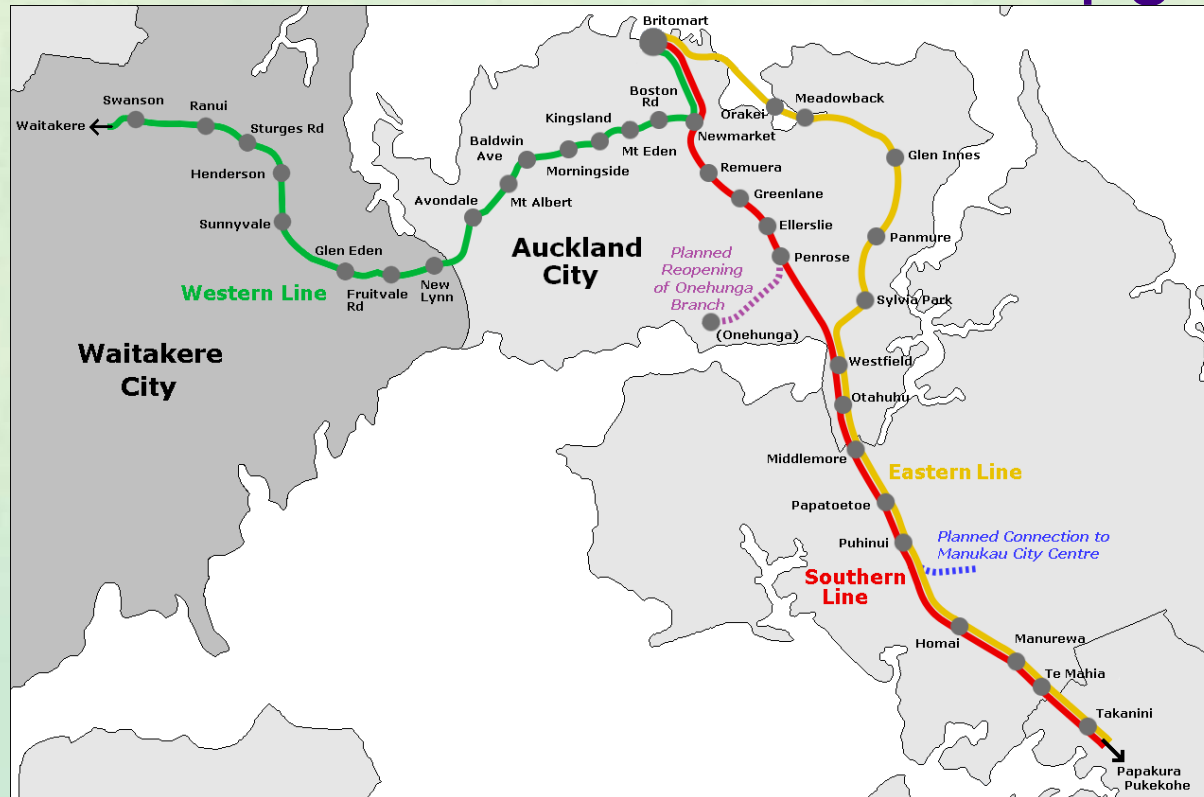 Britomart
Swanson
Ranui
Waitakere
Sturges Rd
Henderson
Sunnyvale
Glen Eden
Western Line
Fruitvale
Rd
New
Lynn
Avondale
Mt Albert
Baldwin
Ave
Morningside
Kingsland
Mt Eden
Boston
Rd
Newmarket
Orakei
Meadowback
Glen Innes
Remuera
Greenlane
Ellerslie
Penrose
Panmure
Sylvia Park
Auckland
City
Planned
Reopening
of Onehunga
Branch
(Onehunga)
Waitakere
City
Westfield
Otahuhu
Middlemore
Eastern Line
Papatoetoe
Puhinui
Planned Connection to
Manukau City Centre
Southern
Line
Homai
Manurewa
Te Mahia
Takanini
Papakura
Pukekohe